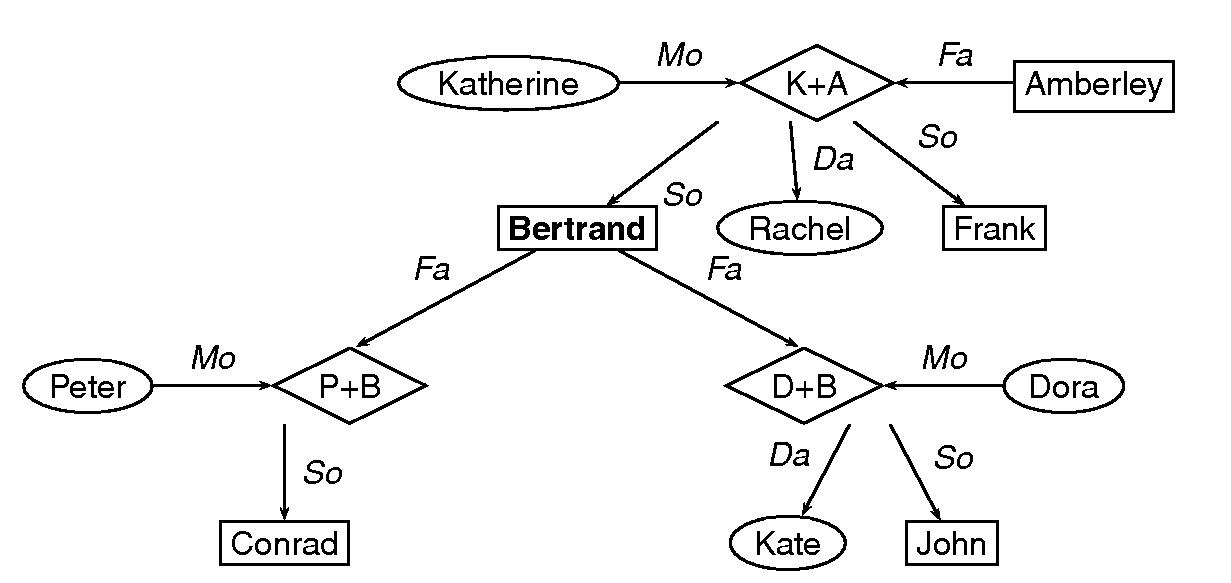 Mo
Fa
Katherine
K+A
Amberley
So
Da
So
Bertrand
Rachel
Frank
Fa
Fa
Mo
Mo
Peter
P+B
D+B
Dora
So
Da
So
Conrad
Kate
John